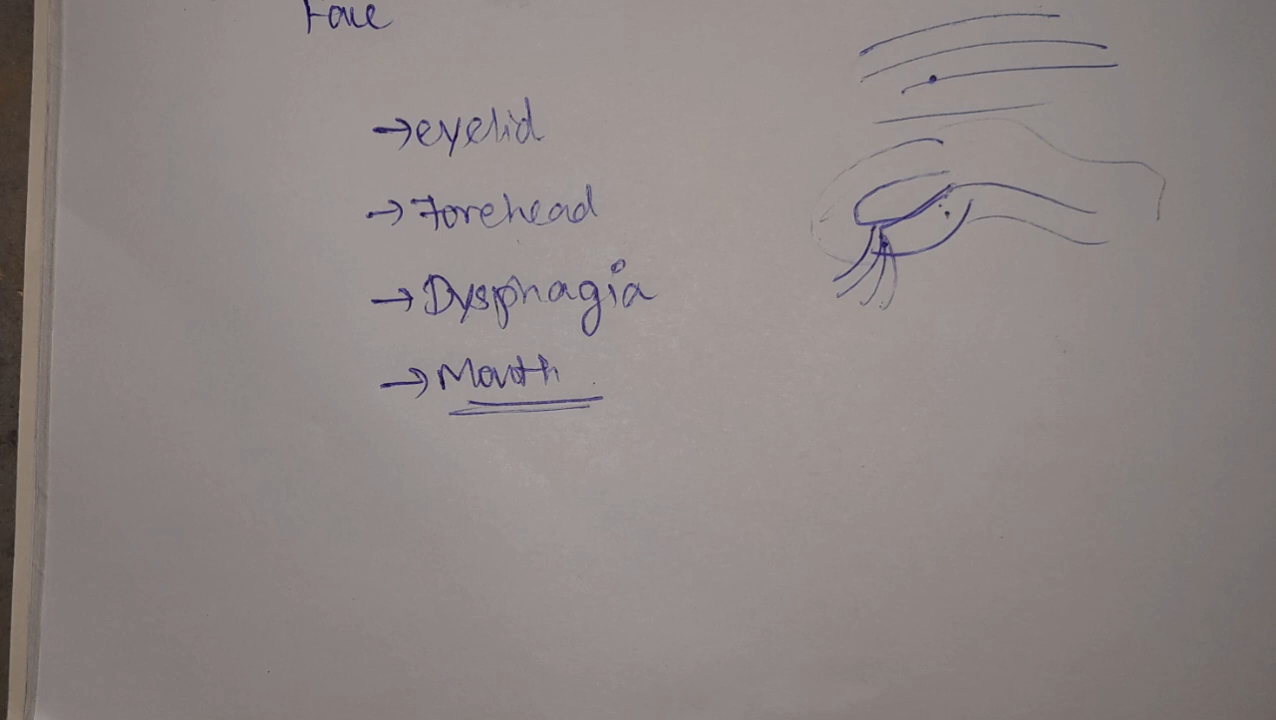 Face
→eyelid
→Forehead
→Dysphagia
→Mouth